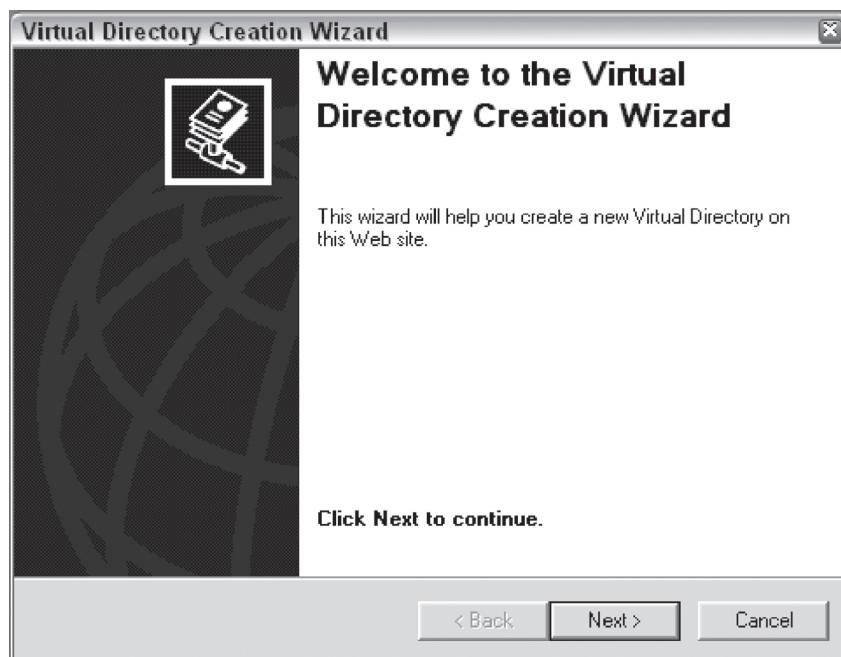 Virtual Directory Creation Wizard
Welcome to the Virtual
Directory Creation Wizard
This wizard will help you create a new Virtual Directory on
this Web site.
Click Next to continue.
< Back
Next >
Cancel